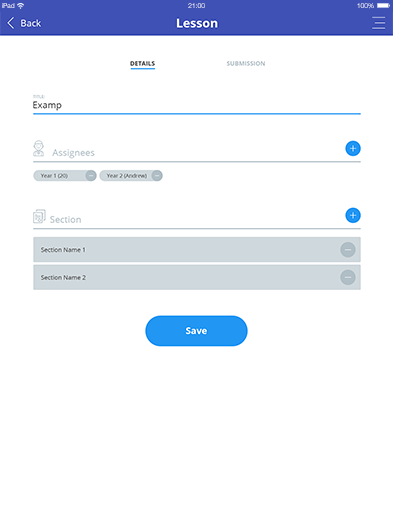 iPad 21:00 100%
Back Lesson
DETAILS SUBMISSION
TITLE
Examp
Assignees
Year 1 (20) Year 2 (Andrew)
Section
Section Name 1
Section Name 2
Save